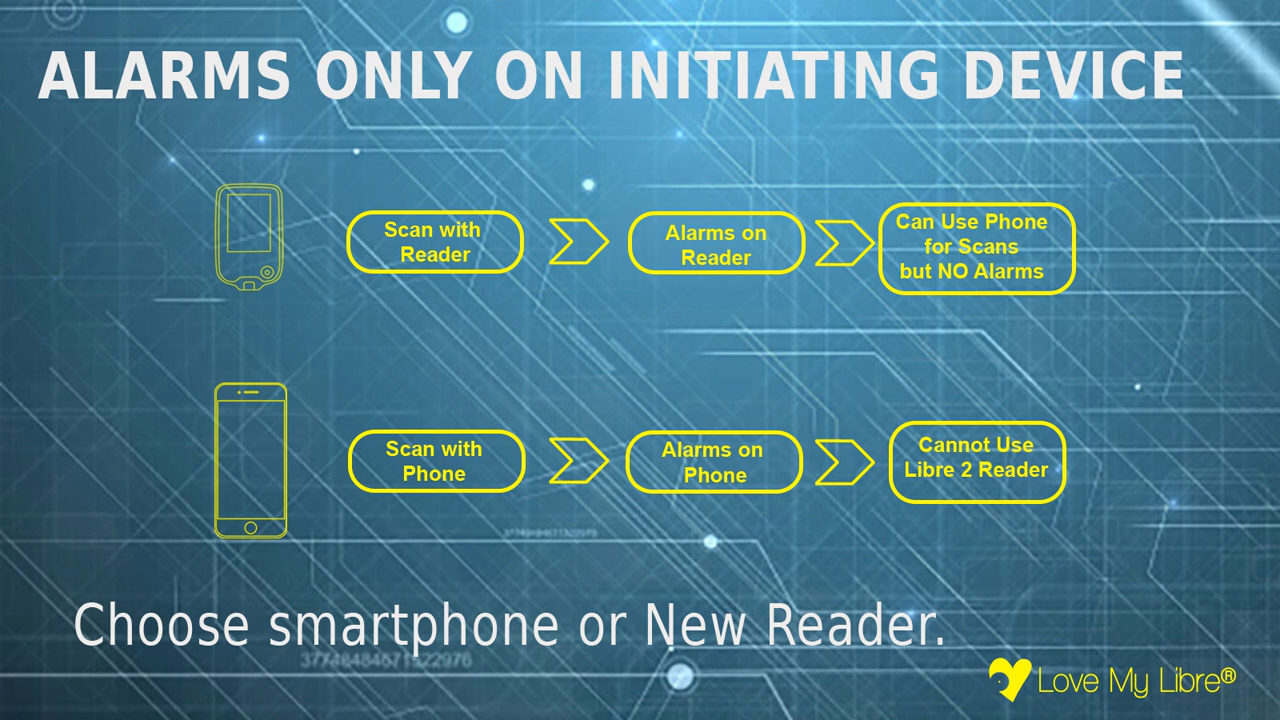 ALARMS ONLY ON INITIATING DEVICE
Scan with
Reader
Alarms on
Reader
Can Use Phone
for Scans
but NO Alarms
Scan with
Phone
Alarms on
Phone
Cannot Use
Libre 2 Reader
Choose smartphone or New Reader.
Love My Libre®